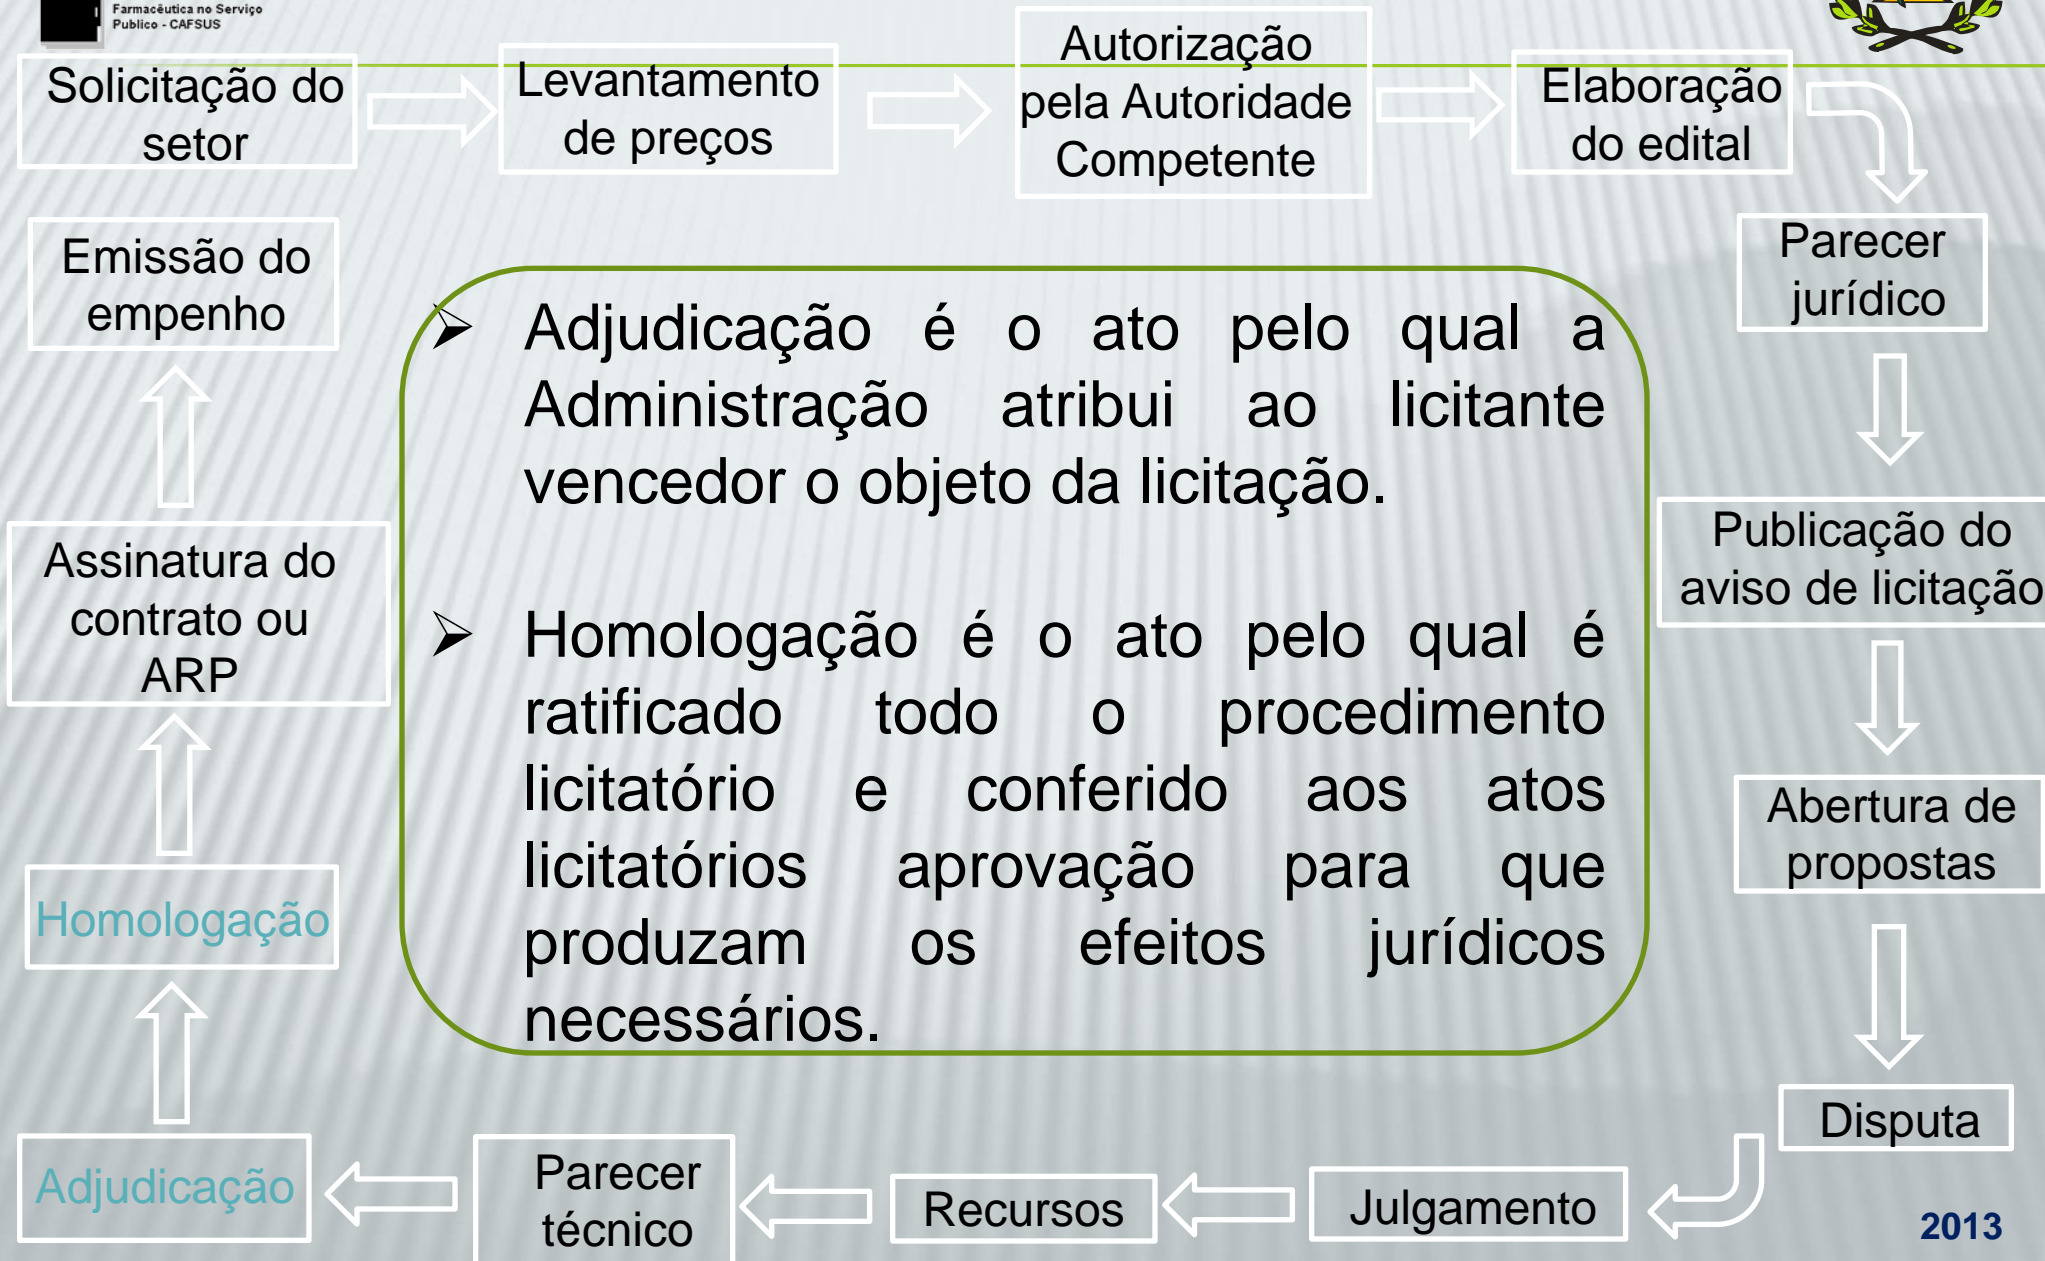 Farmacêutica no Serviço
Publico - CAFSUS
Solicitação do
setor
Levantamento
de preços
Autorização
pela Autoridade
Competente
Elaboração
do edital
Parecer
jurídico
Publicação do
aviso de licitação
Abertura de
propostas
Disputa
Julgamento
Recursos
Parecer
técnico
Adjudicação
Homologação
Assinatura do
contrato ou
ARP
Emissão do
empenho
➢ Adjudicação é o ato pelo qual a
Administração atribui ao licitante
vencedor o objeto da licitação.
➢ Homologação é o ato pelo qual é
ratificado todo o procedimento
licitatório e conferido aos atos
licitatórios aprovação para que
produzam os efeitos jurídicos
necessários.
2013